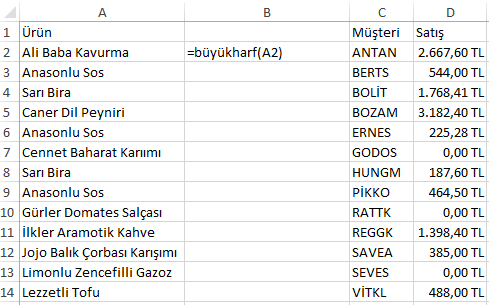 A B C D
1 Ürün Müşteri Satış
2 Ali Baba Kavurma =büyükharf(A2) ANTAN 2.667,60 TL
3 Anasonlu Sos BERTS 544,00 TL
4 Sarı Bira BOLİT 1.768,41 TL
5 Caner Dil Peyniri BOZAM 3.182,40 TL
6 Anasonlu Sos ERNES 225,28 TL
7 Cennet Baharat Karıımı GODOS 0,00 TL
8 Sarı Bira HUNGM 187,60 TL
9 Anasonlu Sos PİKKO 464,50 TL
10 Gürler Domates Salçası RATTK 0,00 TL
11 İlkler Aramotik Kahve REGGK 1.398,40 TL
12 Jojo Balık Çorbası Karışımı SAVEA 385,00 TL
13 Limonlu Zencefilli Gazoz SEVES 0,00 TL
14 Lezzetli Tofu VİTKL 488,00 TL